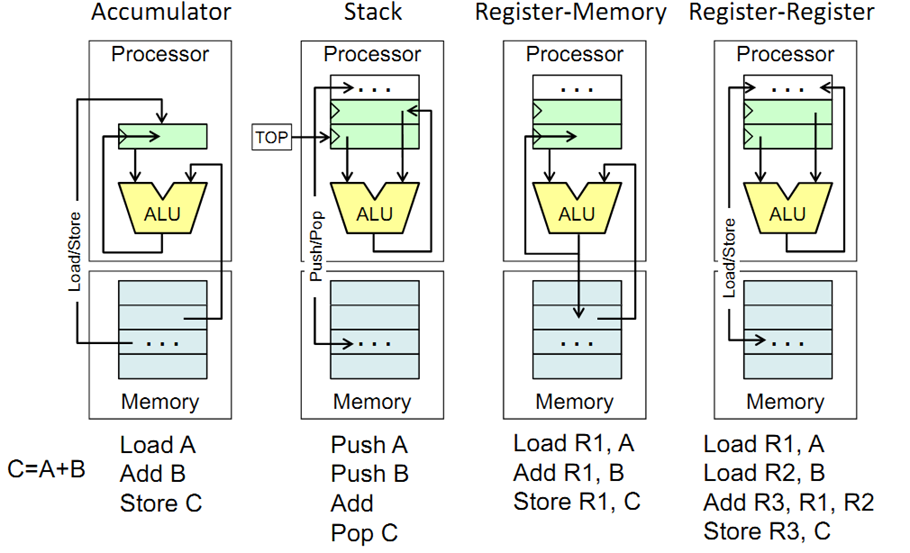 Accumulator
Stack
Register-Memory
Register-Register
Processor
Processor
Processor
Processor
. . .
. . .
. . .
TOP
ALU
ALU
ALU
ALU
Load/Store
Push/Pop
Load/Store
. . .
. . .
. . .
. . .
Memory
Memory
Memory
Memory
C=A+B
Load A
Add B
Store C
Push A
Push B
Add
Pop C
Load R1, A
Add R1, B
Store R1, C
Load R1, A
Load R2, B
Add R3, R1, R2
Store R3, C